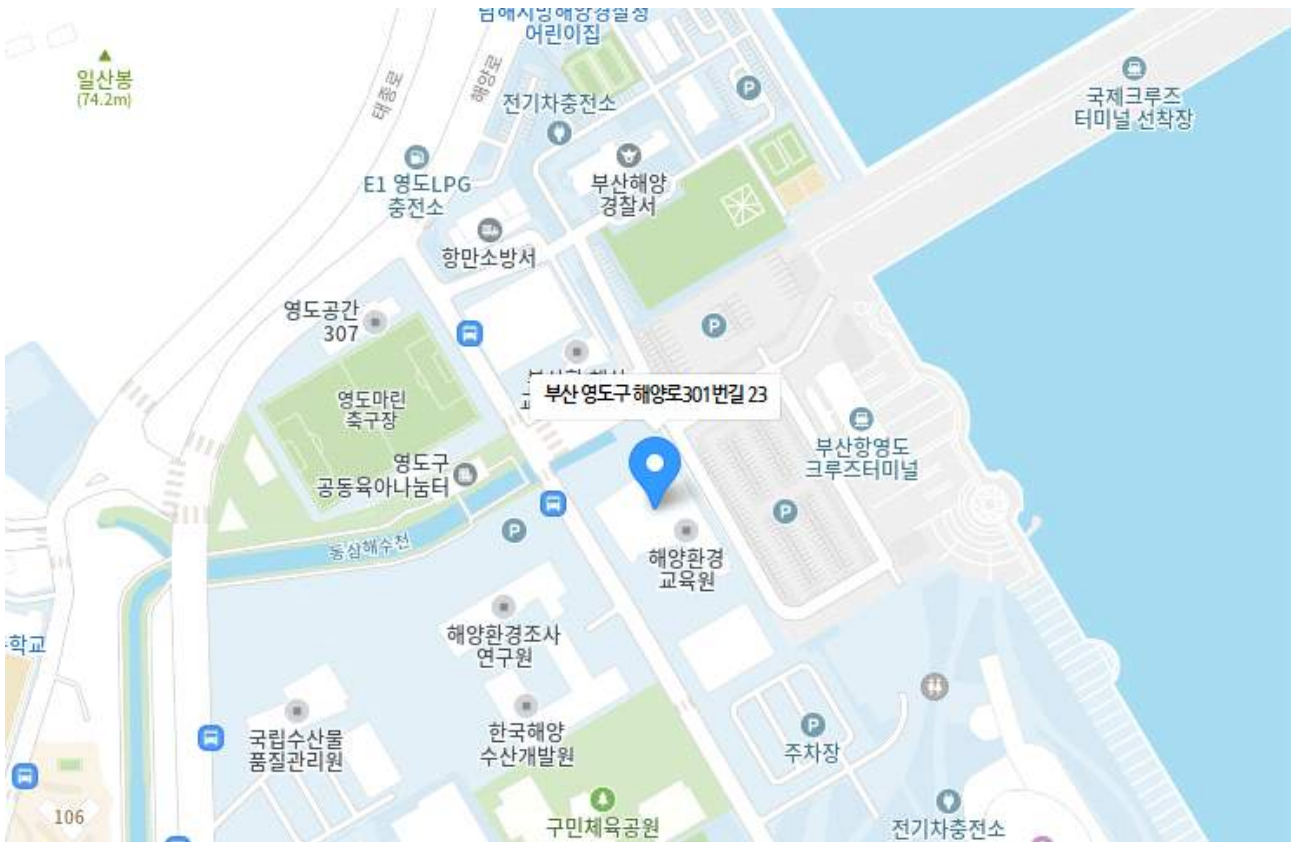 어린이집
일산봉
(74.2m)
태종로
해양로
전기차충전소
국제크루즈
터미널 선착장
E1 영도LPG
충전소
부산해양
경찰서
항만소방서
영도공간
307
P
P
부산 영도구 해양로301번길 23
영도마린
축구장
부산항영도
크루즈터미널
영도구
공동육아나눔터
P
P
동삼해수천
해양환경
교육원
해양환경조사
연구원
학교
한국해양
수산개발원
국립수산물
품질관리원
P
주차장
106
구민체육공원
전기차충전소